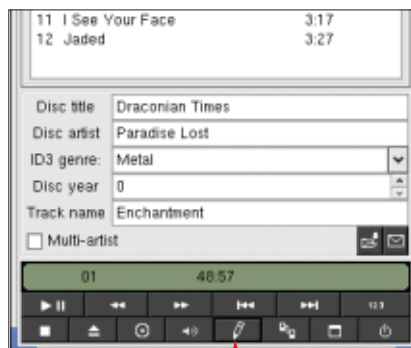 11 I See Your Face 3:17
12 Jaded 3:27
Disc title Draconian Times
Disc artist Paradise Lost
ID3 genre: Metal
Disc year 0
Track name Enchantment
Multi-artist
01 48:57
123